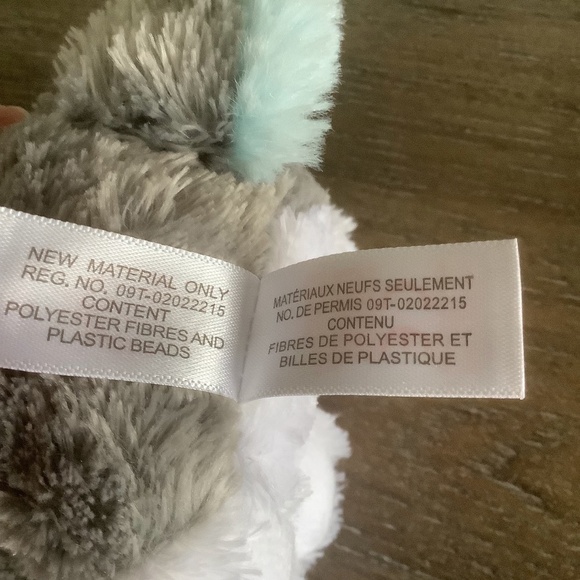 NEW MATERIAL ONLY
REG. NO. 09T-02022215
CONTENT
POLYESTER FIBRES AND
PLASTIC BEADS
MATÉRIAUX NEUFS SEULEMENT
NO. DE PERMIS 09T-02022215
CONTENU
FIBRES DE POLYESTER ET
BILLES DE PLASTIQUE